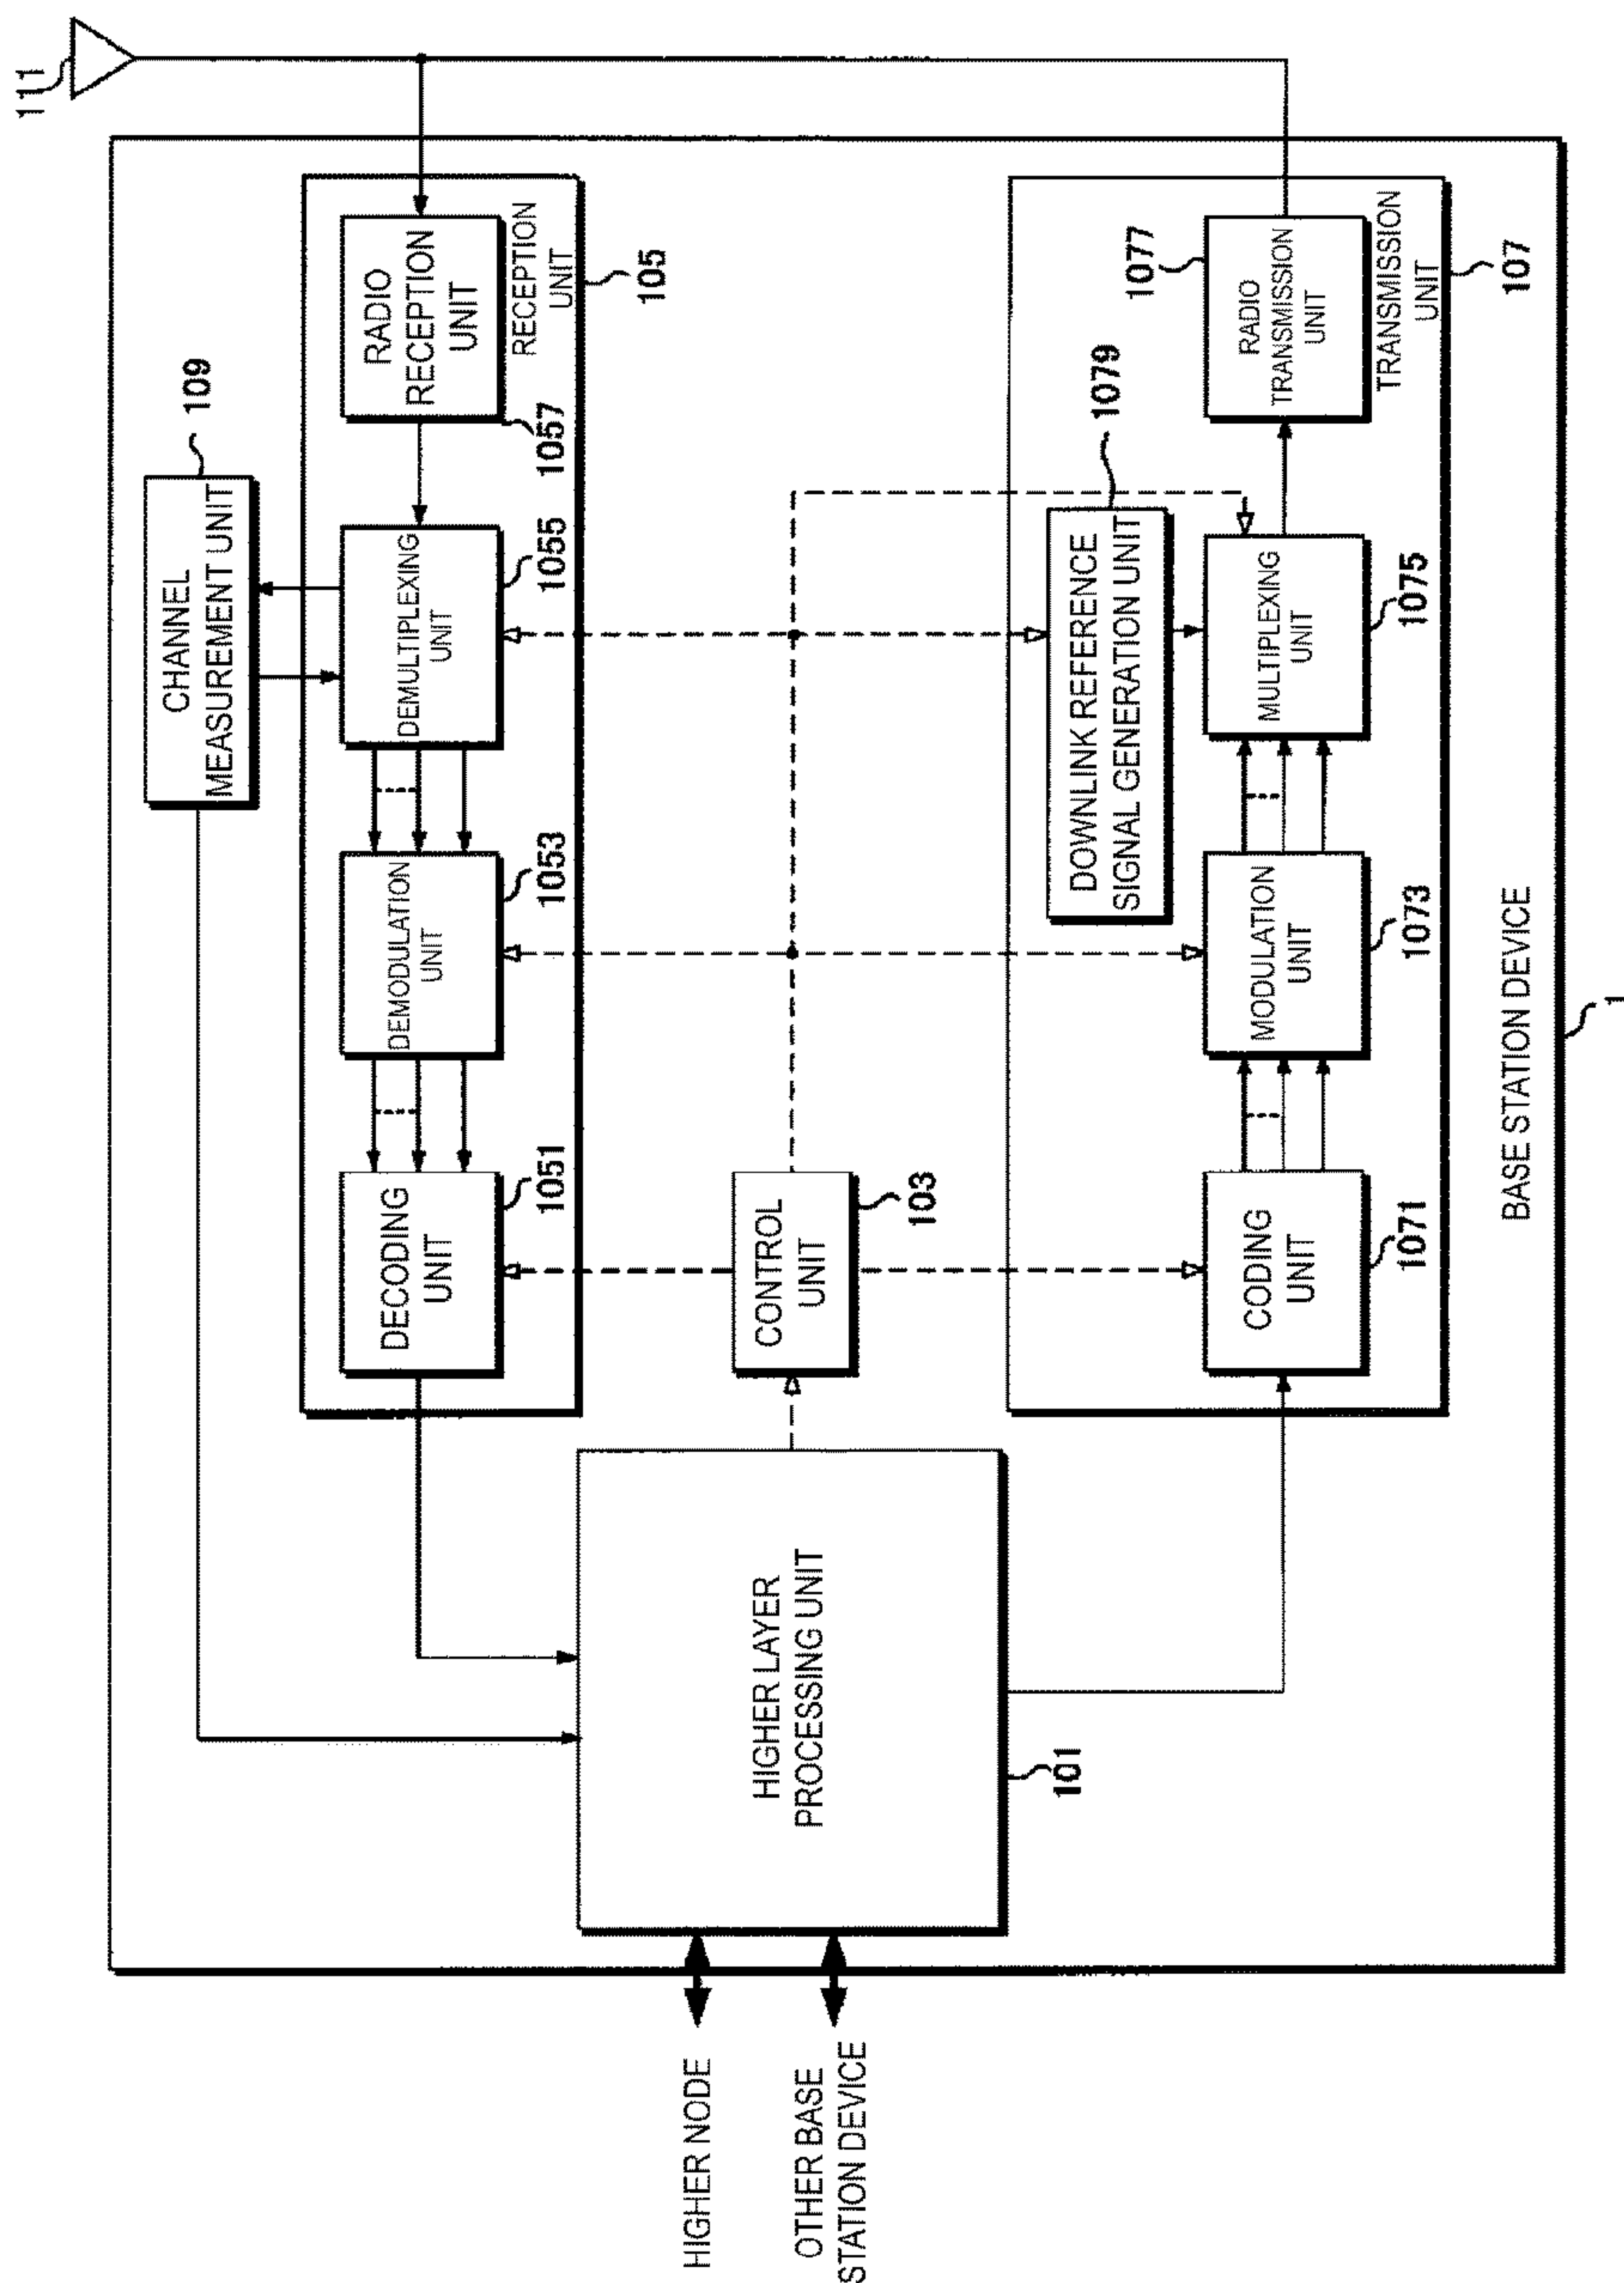 111
109
CHANNEL
MEASUREMENT UNIT
RADIO
RECEPTION
UNIT
RECEPTION
UNIT
105
1057
DEMULTIPLEXING
UNIT
1055
DEMODULATION
UNIT
1053
DECODING
UNIT
1051
CONTROL
UNIT
103
HIGHER LAYER
PROCESSING UNIT
101
HIGHER NODE
OTHER BASE
STATION DEVICE
DOWNLINK REFERENCE
SIGNAL GENERATION UNIT
1079
CODING
UNIT
1071
MODULATION
UNIT
1073
MULTIPLEXING
UNIT
1075
RADIO
TRANSMISSION
UNIT
1077
TRANSMISSION
UNIT
107
BASE STATION DEVICE
1